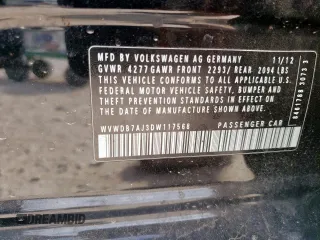 MFD BY VOLKSWAGEN AG GERMANY 11/12
GVWR 4277 GAWR FRONT 2293/ REAR 2094 LBS
THIS VEHICLE CONFORMS TO ALL APPLICABLE U.S.
FEDERAL MOTOR VEHICLE SAFETY, BUMPER AND
THEFT PREVENTION STANDARDS IN EFFECT ON THE
DATE OF MANUFACTURE SHOWN ABOVE.
WVWDB7AJ3DW117568 PASSENGER CAR
DREAMBID